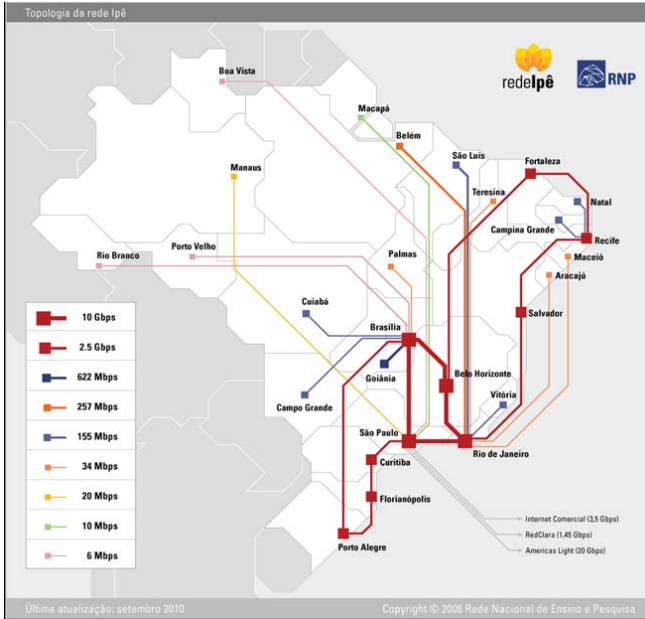 Topologia da rede Ipê
redeIpê
RNP
Boa Vista
Macapá
Belém
São Luís
Fortaleza
Manaus
Teresina
Natal
Campina Grande
Recife
Porto Velho
Rio Branco
Palmas
Maceió
Aracajú
Cuiabá
Salvador
Brasília
Goiânia
Belo Horizonte
Vitória
Campo Grande
São Paulo
Rio de Janeiro
Curitiba
Florianópolis
Porto Alegre
10 Gbps
2.5 Gbps
622 Mbps
257 Mbps
155 Mbps
34 Mbps
20 Mbps
10 Mbps
6 Mbps
Internet Comercial (3,5 Gbps)
RedClara (1,45 Gbps)
Americas Light (20 Gbps)
Última atualização: setembro 2010
Copyright © 2008 Rede Nacional de Ensino e Pesquisa